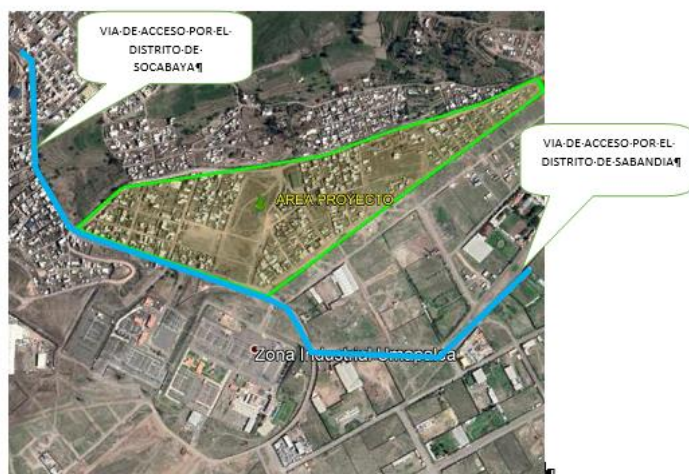 VIA·DE·ACCESO·POR·EL·
DISTRITO·DE·
SOCABAYA¶
VIA·DE·ACCESO·POR·EL·
DISTRITO·DE·SABANDIA¶
AREA PROYECTO
Zona Industrial Umapalca
¶